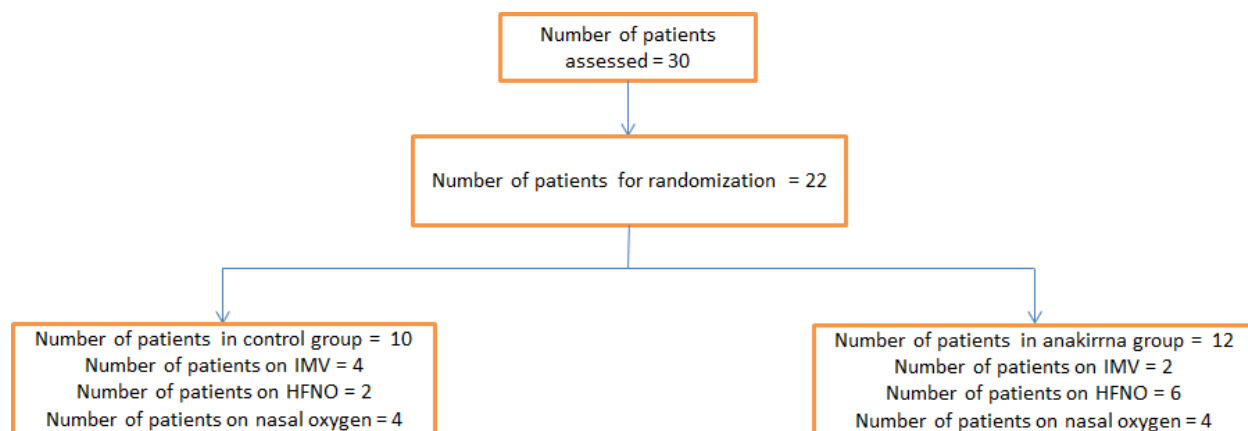 Number of patients
assessed = 30
Number of patients for randomization = 22
Number of patients in control group = 10
Number of patients on IMV = 4
Number of patients on HFNO = 2
Number of patients on nasal oxygen = 4
Number of patients in anakirrna group = 12
Number of patients on IMV = 2
Number of patients on HFNO = 6
Number of patients on nasal oxygen = 4